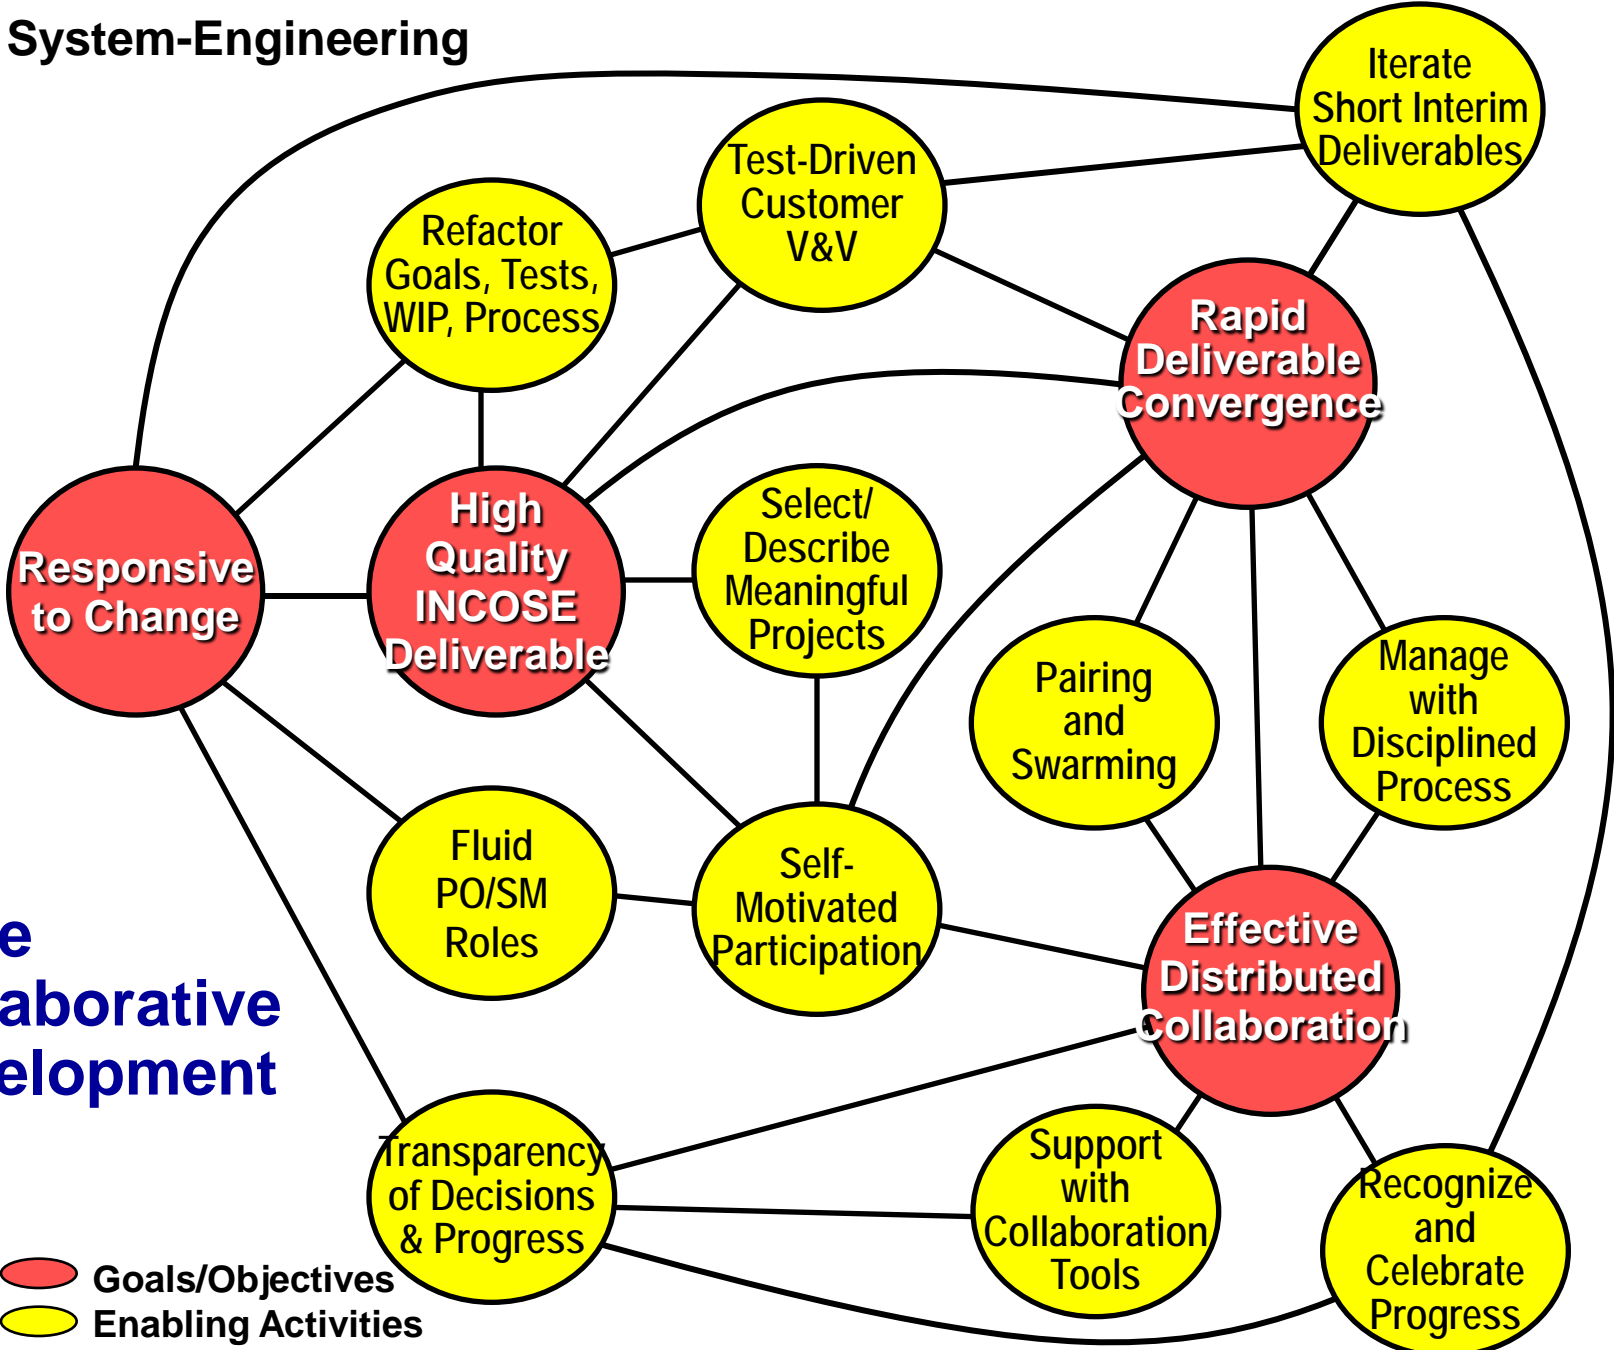 System-Engineering
Iterate
Short Interim
Deliverables
Test-Driven
Customer
V&V
Refactor
Goals, Tests,
WIP, Process
Rapid
Deliverable
Convergence
High
Quality
INCOSE
Deliverable
Select/
Describe
Meaningful
Projects
Responsive
to Change
Pairing
and
Swarming
Manage
with
Disciplined
Process
Fluid
PO/SM
Roles
Self-
Motivated
Participation
Effective
Distributed
Collaboration
e
aborative
elopment
Transparency
of Decisions
& Progress
Support
with
Collaboration
Tools
Recognize
and
Celebrate
Progress
Goals/Objectives
Enabling Activities